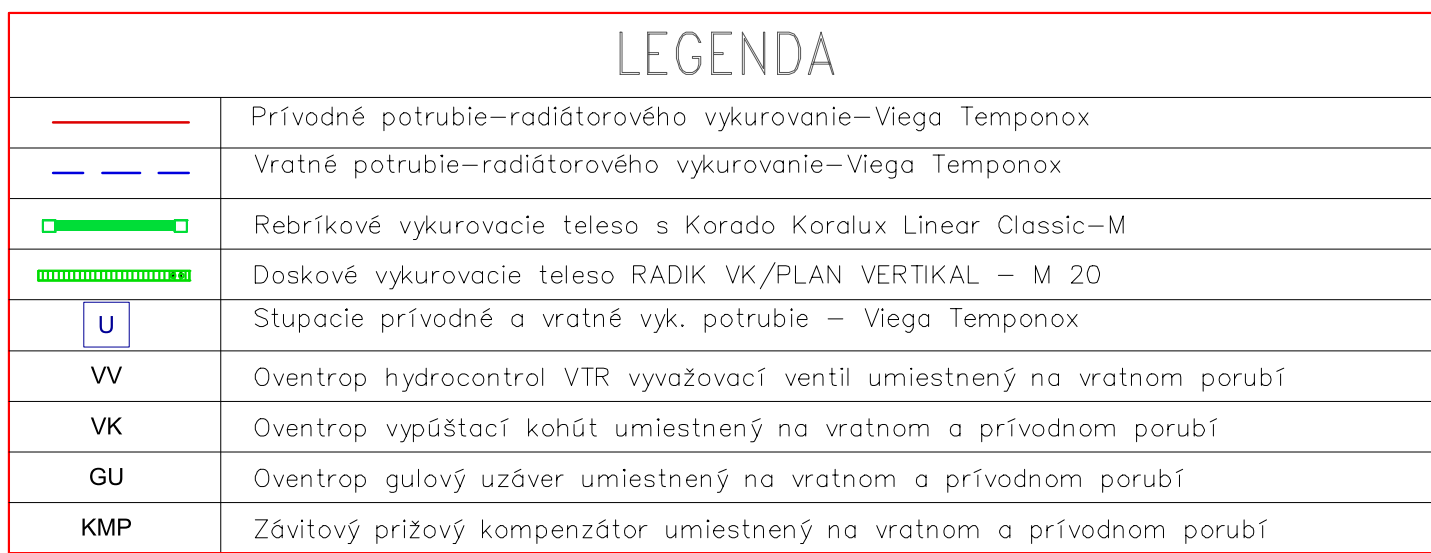 LEGENDA
Prívodné potrubie-radiátorového vykurovanie-Viega Temponox
Vratné potrubie-radiátorového vykurovanie-Viega Temponox
Rebríkové vykurovacie teleso s Korado Koralux Linear Classic-M
Doskové vykurovacie teleso RADIK VK/PLAN VERTIKAL - M 20
U Stupacie prívodné a vratné vyk. potrubie - Viega Temponox
VV Oventrop hydrocontrol VTR vyvažovací ventil umiestnený na vratnom porubí
VK Oventrop vypúštací kohút umiestnený na vratnom a prívodnom porubí
GU Oventrop gulový uzáver umiestnený na vratnom a prívodnom porubí
KMP Závitový prižový kompenzátor umiestnený na vratnom a prívodnom porubí